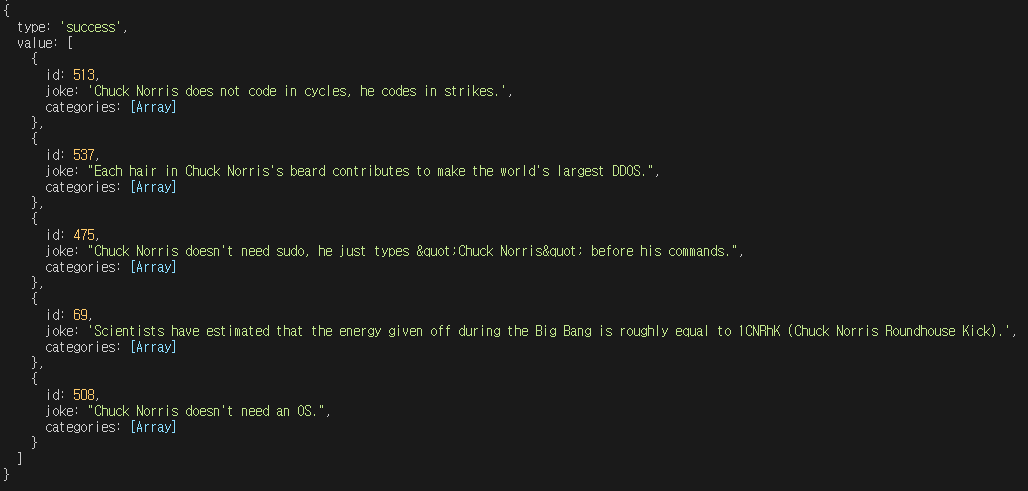 {
  type: 'success',
  value: [
    {
      id: 513,
      joke: 'Chuck Norris does not code in cycles, he codes in strikes.',
      categories: [Array]
    },
    {
      id: 537,
      joke: "Each hair in Chuck Norris's beard contributes to make the world's largest DDOS.",
      categories: [Array]
    },
    {
      id: 475,
      joke: "Chuck Norris doesn't need sudo, he just types &quot;Chuck Norris&quot; before his commands.",
      categories: [Array]
    },
    {
      id: 69,
      joke: 'Scientists have estimated that the energy given off during the Big Bang is roughly equal to 1CNRhK (Chuck Norris Roundhouse Kick).',
      categories: [Array]
    },
    {
      id: 508,
      joke: "Chuck Norris doesn't need an OS.",
      categories: [Array]
    }
  ]
}